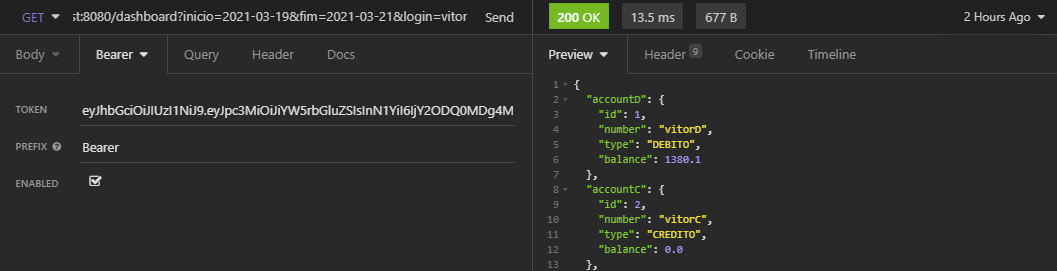 GET st:8080/dashboard?inicio=2021-03-19&fim=2021-03-21&login=vitor Send
200 OK 13.5 ms 677 B 2 Hours Ago
Body Bearer Query Header Docs
Preview Header 9 Cookie Timeline
TOKEN eyJhbGciOiJIUzI1NiJ9.eyJpc3MiOiJiYW5rbGluZSIsInN1YiI6IjY2ODQ0MDg4M
PREFIX Bearer
ENABLED
1 {
2 "accountD": {
3 "id": 1,
4 "number": "vitorD",
5 "type": "DEBITO",
6 "balance": 1380.1
7 },
8 "accountC": {
9 "id": 2,
10 "number": "vitorC",
11 "type": "CREDITO",
12 "balance": 0.0
13 },